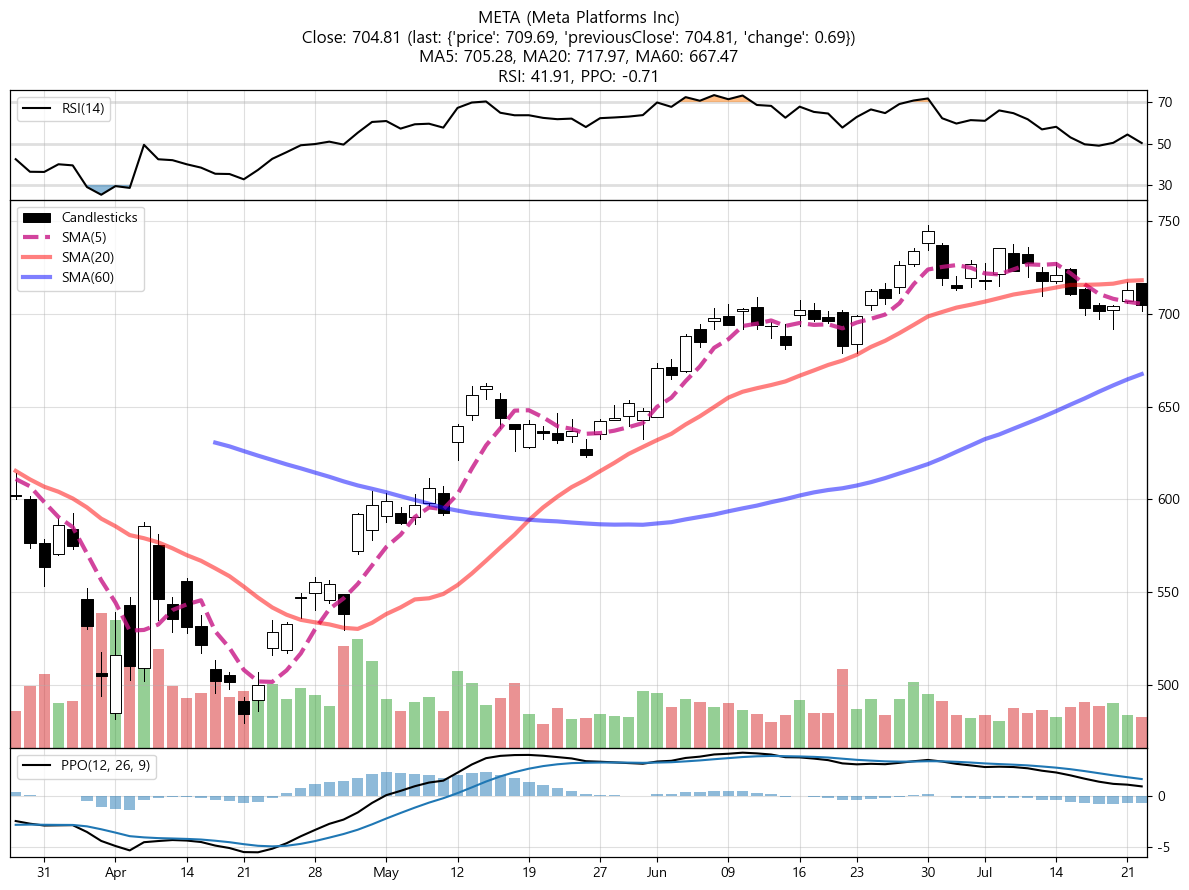 META (Meta Platforms Inc)
Close: 704.81 (last: {'price': 709.69, 'previousClose': 704.81, 'change': 0.69})
MA5: 705.28, MA20: 717.97, MA60: 667.47
RSI: 41.91, PPO: -0.71
RSI(14)
70
50
30
Candlesticks
SMA(5)
SMA(20)
SMA(60)
750
700
650
600
550
500
PPO(12, 26, 9)
0
-5
31 Apr 14 21 28 May 12 19 27 Jun 09 16 23 30 Jul 14 21